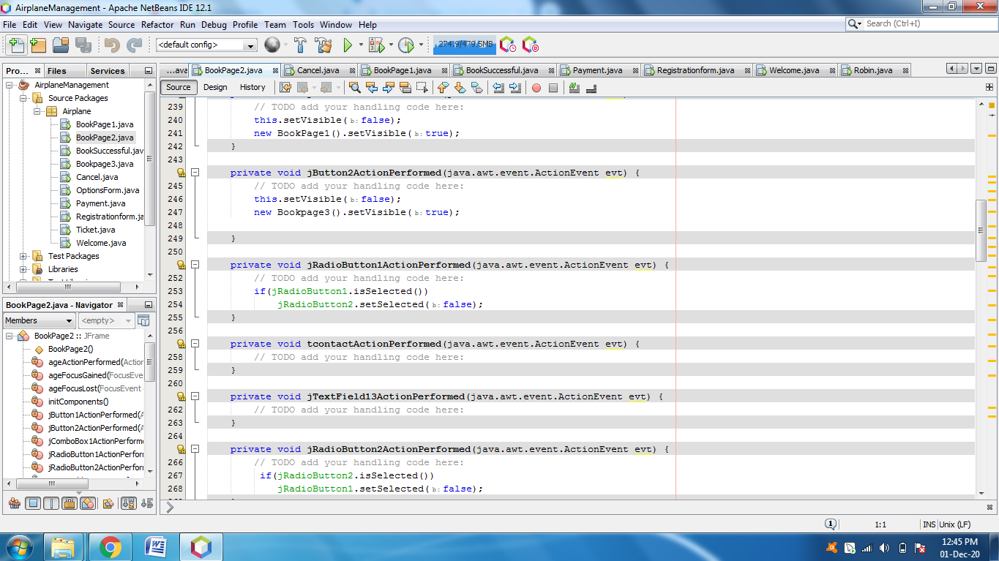 AirplaneManagement - Apache NetBeans IDE 12.1
File Edit View Navigate Source Refactor Run Debug Profile Team Tools Window Help
Search (Ctrl+I)
<default config>
274.9/479.5MB
Pro... Files Services
...ava BookPage2.java Cancel.java BookPage1.java BookSuccessful.java Payment.java Registrationform.java Welcome.java Robin.java
Source Design History
AirplaneManagement
Source Packages
Airplane
BookPage1.java
BookPage2.java
BookSuccessful.jav
Bookpage3.java
Cancel.java
OptionsForm.java
Payment.java
Registrationform.ja
Ticket.java
Welcome.java
Test Packages
Libraries
BookPage2.java - Navigator
Members <empty>
BookPage2 :: JFrame
BookPage2()
ageActionPerformed(Action
ageFocusGained(FocusEve
ageFocusLost(FocusEvent
initComponents()
jButton1ActionPerformed(A
jButton2ActionPerformed(A
jComboBox1ActionPerforme
jRadioButton1ActionPerforn
jRadioButton2ActionPerforn
239 // TODO add your handling code here:
240 this.setVisible(b:false);
241 new BookPage1().setVisible(b:true);
242 }
243
private void jButton2ActionPerformed(java.awt.event.ActionEvent evt) {
245 // TODO add your handling code here:
246 this.setVisible(b:false);
247 new Bookpage3().setVisible(b:true);
248
249 }
250
private void jRadioButton1ActionPerformed(java.awt.event.ActionEvent evt) {
252 // TODO add your handling code here:
253 if(jRadioButton1.isSelected())
254 jRadioButton2.setSelected(b:false);
255 }
256
private void tcontactActionPerformed(java.awt.event.ActionEvent evt) {
258 // TODO add your handling code here:
259 }
260
private void jTextField13ActionPerformed(java.awt.event.ActionEvent evt) {
262 // TODO add your handling code here:
263 }
264
private void jRadioButton2ActionPerformed(java.awt.event.ActionEvent evt) {
266 // TODO add your handling code here:
267 if(jRadioButton2.isSelected())
268 jRadioButton1.setSelected(b:false);
1 1:1 INS Unix (LF)
12:45 PM
01-Dec-20